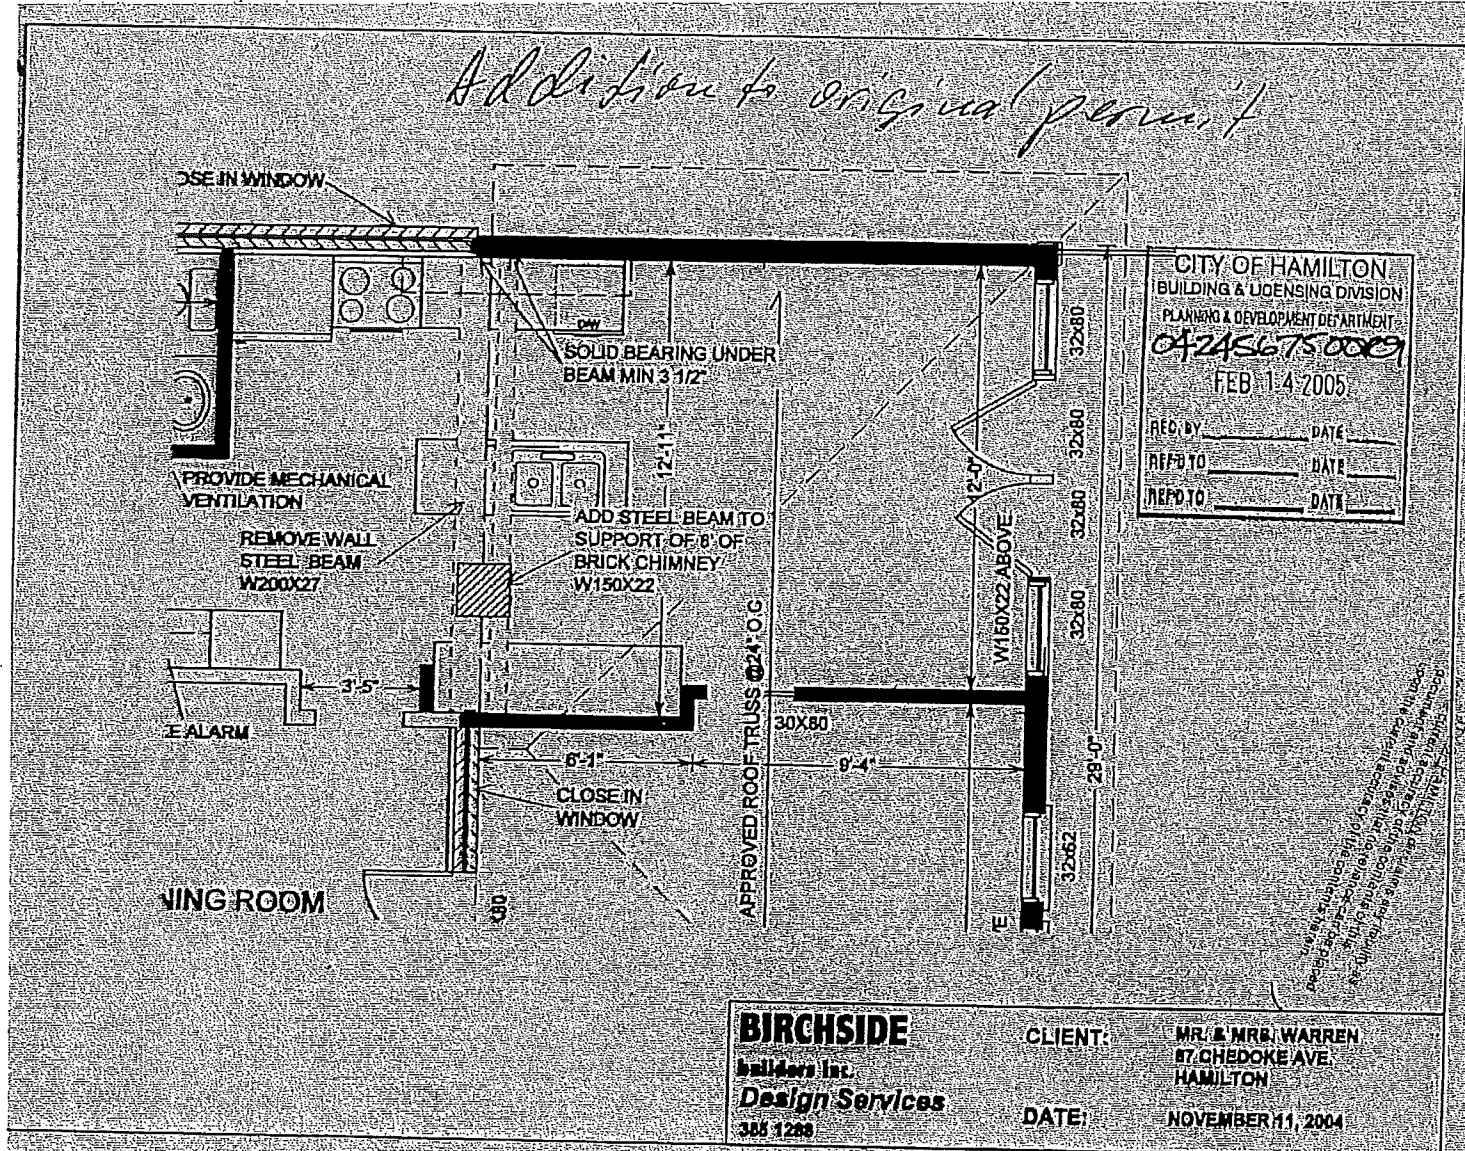 Addition to original permit
OSE IN WINDOW
CITY OF HAMILTON
BUILDING & LICENSING DIVISION
PLANNING & DEVELOPMENT DEPARTMENT
FEB 14 2005
REC. BY DATE
REF'D TO DATE
REF'D TO DATE
D/W
SOLID BEARING UNDER
BEAM MIN 3 1/2"
32x80
32x80
32x80
32x80
12'-11"
12'-0"
PROVIDE MECHANICAL
VENTILATION
REMOVE WALL
STEEL BEAM
W200X27
ADD STEEL BEAM TO
SUPPORT OF 8' OF
BRICK CHIMNEY
W150X22
W150X22 ABOVE
APPROVED ROOF TRUSS @24" O.C
3'-5"
E ALARM
30X80
6'-1"
9'-4"
29'-0"
CLOSE IN
WINDOW
32x62
NING ROOM
X80
BIRCHSIDE
builders inc.
Design Services
385 1288
CLIENT:
MR. & MRS. WARREN
87 CHEDOKE AVE.
HAMILTON
DATE:
NOVEMBER 11, 2004